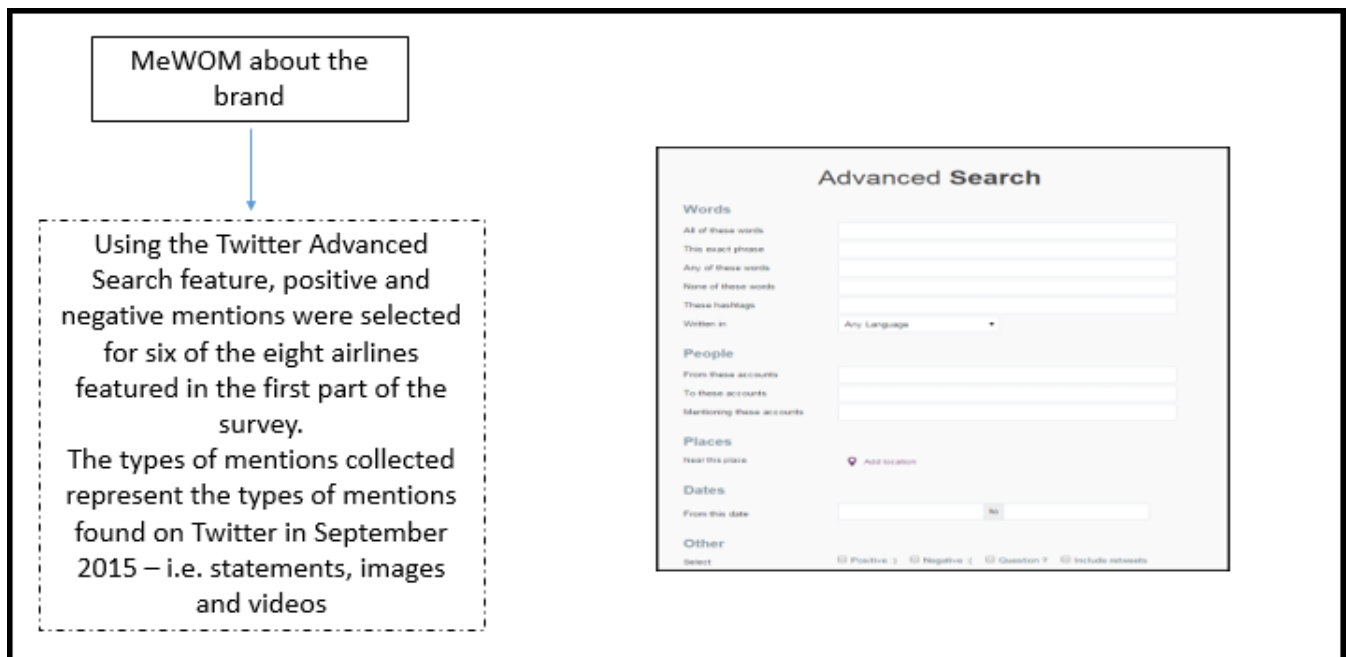 MeWOM about the
brand
Using the Twitter Advanced
Search feature, positive and
negative mentions were selected
for six of the eight airlines
featured in the first part of the
survey.
The types of mentions collected
represent the types of mentions
found on Twitter in September
2015 – i.e. statements, images
and videos
Advanced Search
Words
All of these words
This exact phrase
Any of these words
None of these words
These hashtags
Written in Any Language
People
From these accounts
To these accounts
Mentioning these accounts
Places
Near this place Add location
Dates
From this date to
Other
Select Positive :) Negative :( Question ? Include retweets